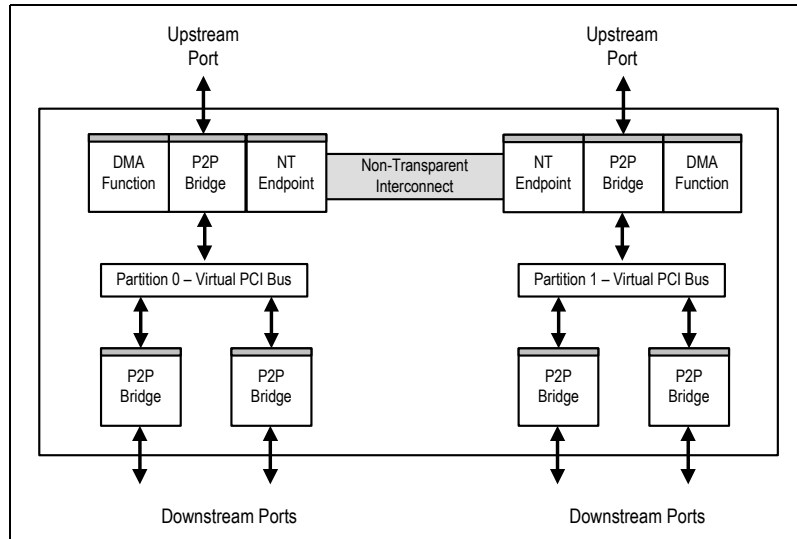 Upstream
Port
Upstream
Port
DMA
Function
P2P
Bridge
NT
Endpoint
Non-Transparent
Interconnect
NT
Endpoint
P2P
Bridge
DMA
Function
Partition 0 – Virtual PCI Bus
Partition 1 – Virtual PCI Bus
P2P
Bridge
P2P
Bridge
P2P
Bridge
P2P
Bridge
Downstream Ports
Downstream Ports